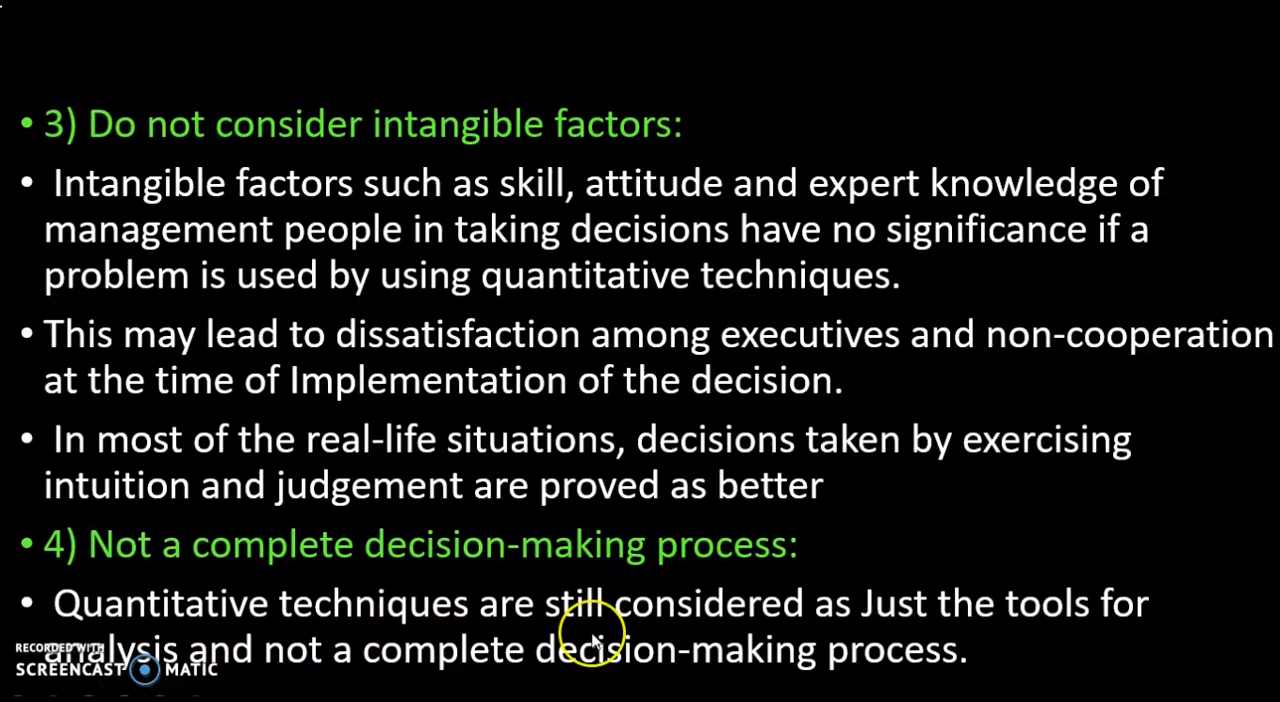 • 3) Do not consider intangible factors:
• Intangible factors such as skill, attitude and expert knowledge of
management people in taking decisions have no significance if a
problem is used by using quantitative techniques.
• This may lead to dissatisfaction among executives and non-cooperation
at the time of Implementation of the decision.
• In most of the real-life situations, decisions taken by exercising
intuition and judgement are proved as better
• 4) Not a complete decision-making process:
• Quantitative techniques are still considered as Just the tools for
analysis and not a complete decision-making process.
RECORDED WITH
SCREENCAST MATIC